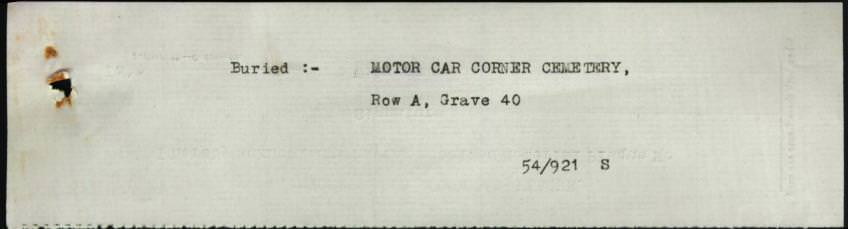 Buried :- MOTOR CAR CORNER CEMETERY,
Row A, Grave 40
54/921 S